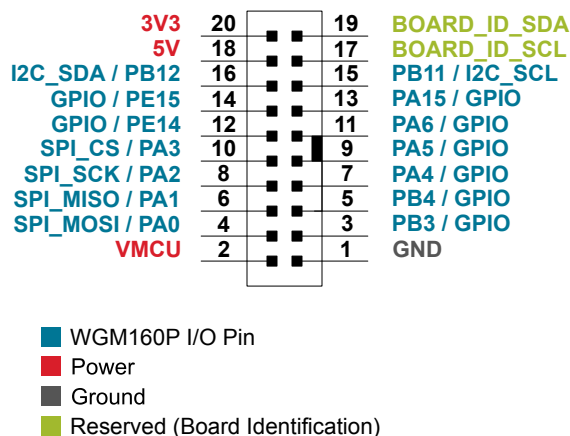 3V3 20 19 BOARD_ID_SDA
5V 18 17 BOARD_ID_SCL
I2C_SDA / PB12 16 15 PB11 / I2C_SCL
GPIO / PE15 14 13 PA15 / GPIO
GPIO / PE14 12 11 PA6 / GPIO
SPI_CS / PA3 10 9 PA5 / GPIO
SPI_SCK / PA2 8 7 PA4 / GPIO
SPI_MISO / PA1 6 5 PB4 / GPIO
SPI_MOSI / PA0 4 3 PB3 / GPIO
VMCU 2 1 GND
WGM160P I/O Pin
Power
Ground
Reserved (Board Identification)